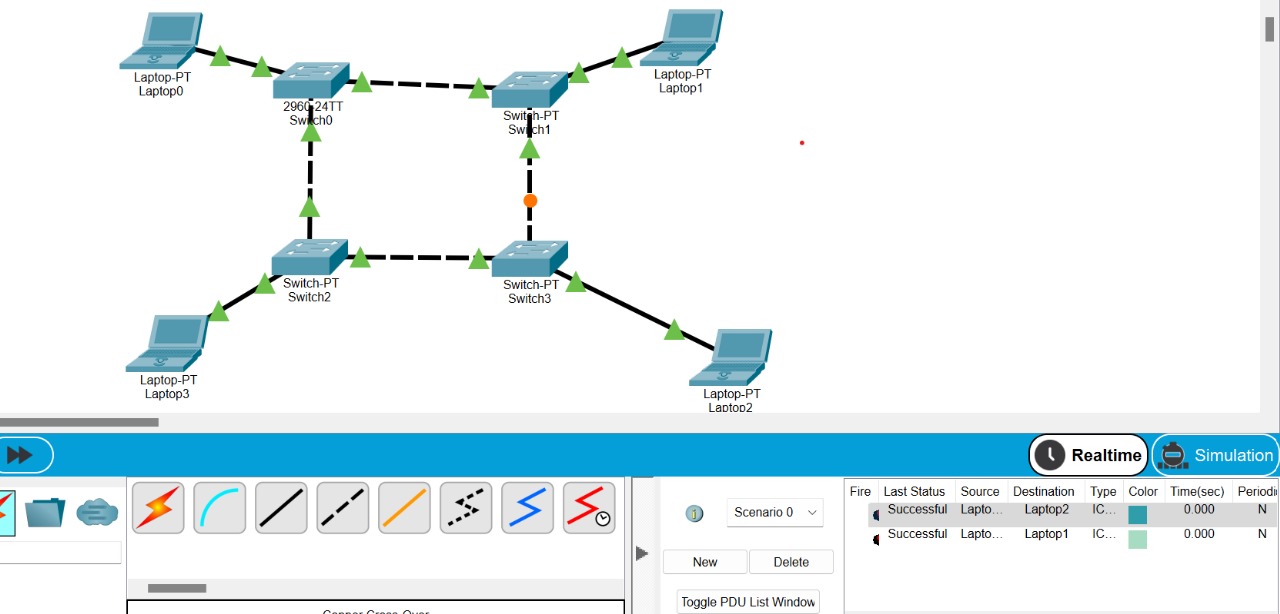 Laptop-PT
Laptop0
2960-24TT
Switch0
Switch-PT
Switch1
Laptop-PT
Laptop1
Switch-PT
Switch2
Switch-PT
Switch3
Laptop-PT
Laptop3
Laptop-PT
Laptop2
Realtime
Simulation
Scenario 0
New
Delete
Toggle PDU List Window
Fire Last Status Source Destination Type Color Time(sec) Periodi
Successful Lapto... Laptop2 IC... 0.000 N
Successful Lapto... Laptop1 IC... 0.000 N
Copper Cross-Over